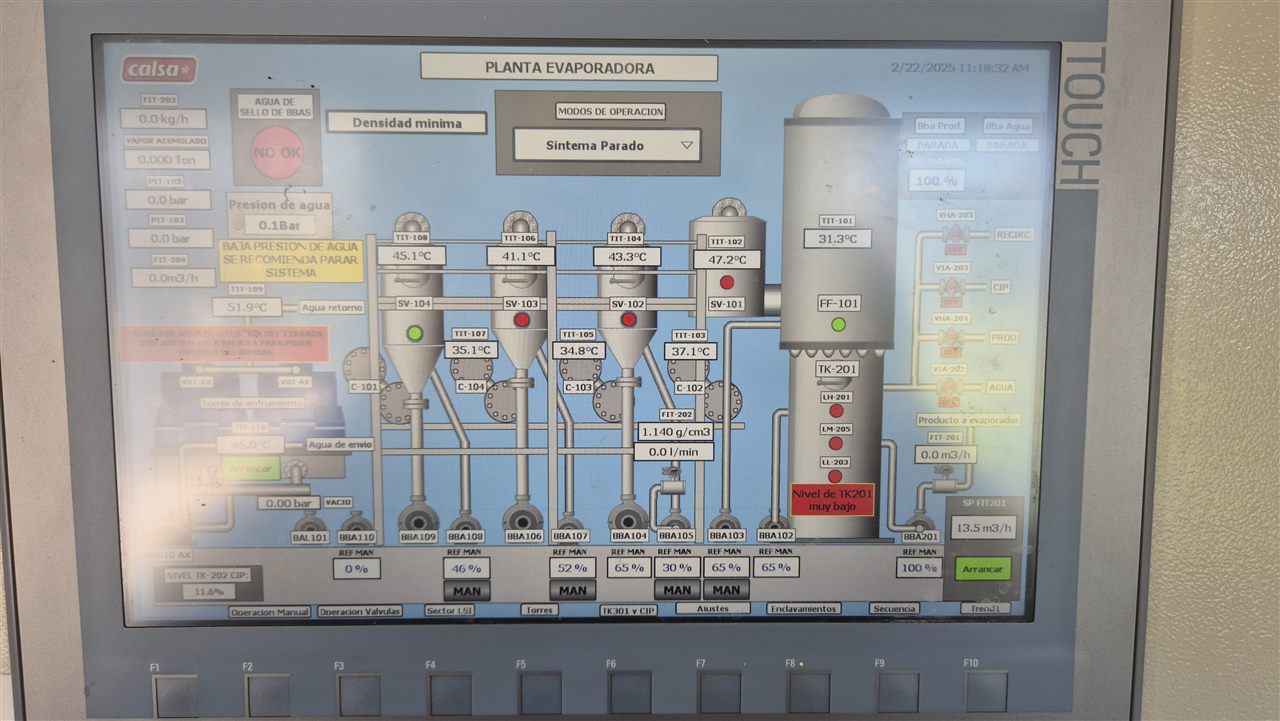 calsa*
PLANTA EVAPORADORA
2/22/2025 11:18:32 AM
TOUCH
FIT-203
0.0 kg/h
VAPOR ACUMULADO
0.000 Ton
PIT-102
0.0 bar
PIT-103
0.0 bar
FIT-204
0.0m3/h
AGUA DE
SELLO DE BBAS
NO OK
Presion de agua
0.1Bar
BAJA PRESION DE AGUA
SE RECOMIENDA PARAR
SISTEMA
Densidad minima
MODOS DE OPERACION
Sintema Parado
Bba Prod.
Bba Agua
PARADA
PARADA
100 %
TIT-109
51.9°C
Agua retorno
V01-AX
V02-AX
Torres de enfriamiento
45.0°C
Agua de envio
Arrancar
0.00 bar
VACIO
TIT-108
45.1°C
TIT-106
41.1°C
TIT-104
43.3°C
TIT-102
47.2°C
TIT-101
31.3°C
SV-104
SV-103
SV-102
SV-101
FF-101
TIT-107
35.1°C
TIT-105
34.8°C
TIT-103
37.1°C
C-101
C-104
C-103
C-102
FIT-202
1.140 g/cm3
0.0 l/min
TK-201
LH-201
LM-205
LL-203
Nivel de TK201
muy bajo
VHA-205
RECIRC.
OFF
VIA-203
CIP
OFF
VHA-204
PROD
OFF
VIA-202
AGUA
Producto a evaporador
FIT-201
0.0 m3/h
SP FIT201
13.5 m3/h
Arrancar
BAL101
BBA110
BBA109
BBA108
BBA106
BBA107
BBA104
BBA105
BBA103
BBA102
BBA201
REF MAN
0 %
REF MAN
46 %
MAN
REF MAN
52 %
MAN
REF MAN
65 %
REF MAN
30 %
MAN
REF MAN
65 %
MAN
REF MAN
65 %
REF MAN
100 %
NIVEL TK-202 CIP:
11.6%
Operacion Manual
Operacion Valvulas
Sector LSI
Torres
TK301 y CIP
Ajustes
Enclavamientos
Secuencia
Trend1
F1
F2
F3
F4
F5
F6
F7
F8
F9
F10